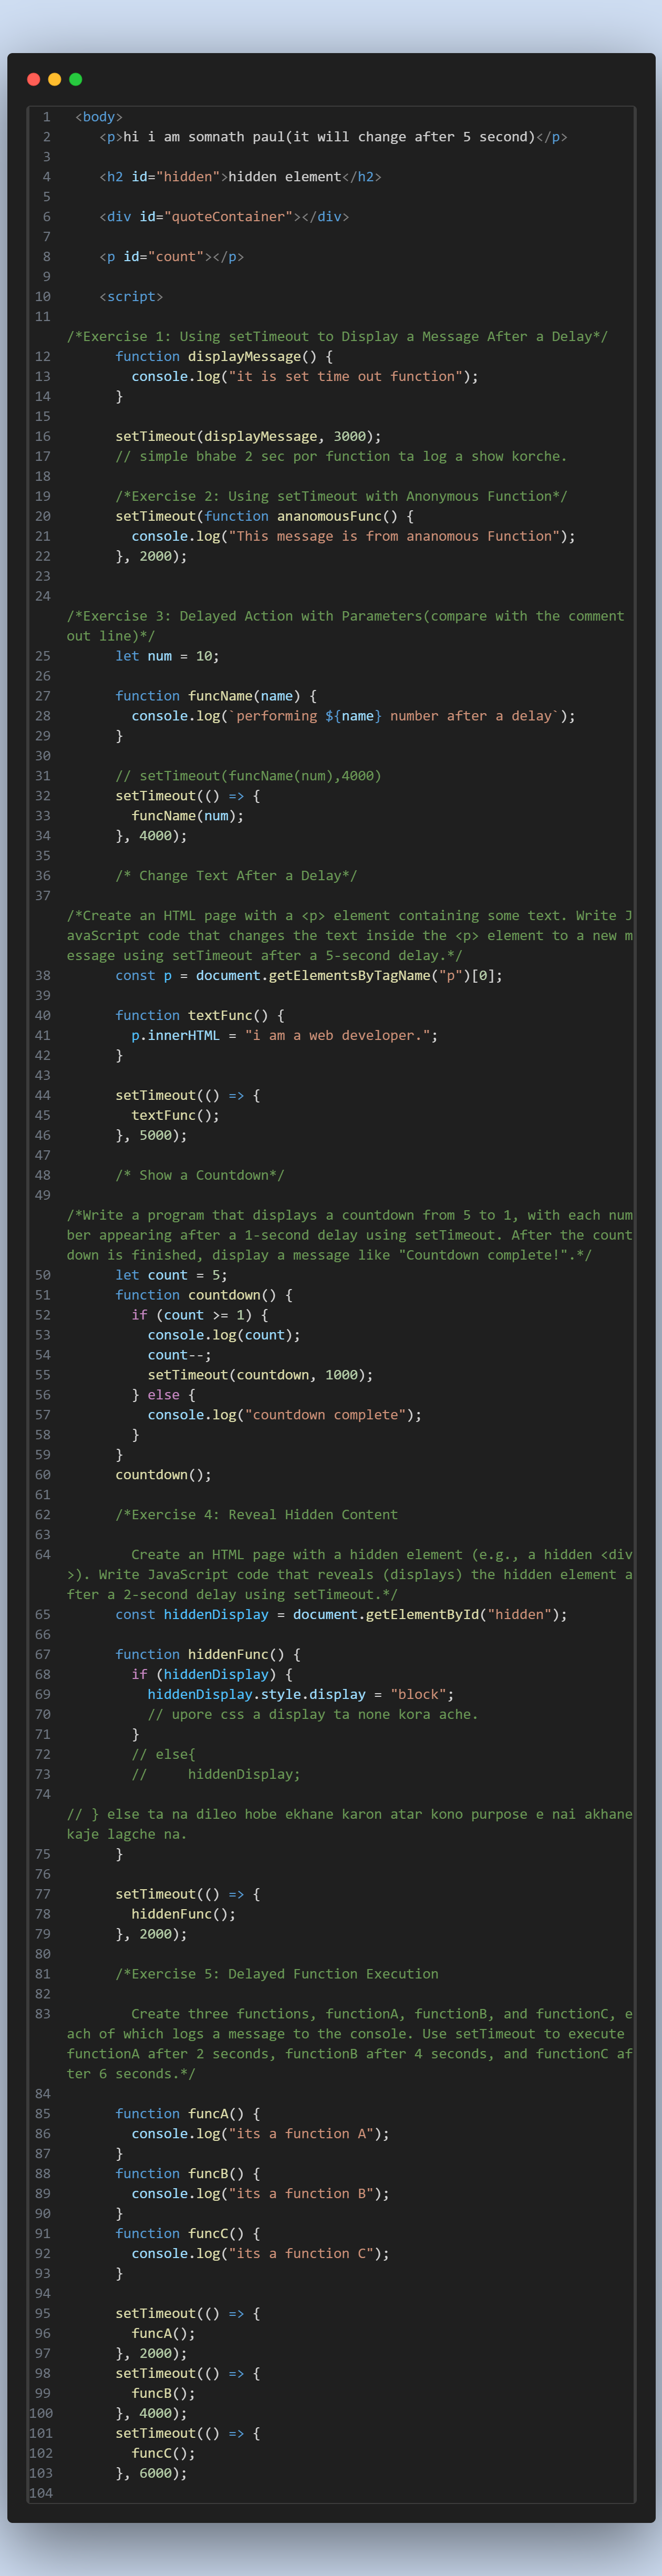 1 <body>
2 <p>hi i am somnath paul(it will change after 5 second)</p>
3
4 <h2 id="hidden">hidden element</h2>
5
6 <div id="quoteContainer"></div>
7
8 <p id="count"></p>
9
10 <script>
11
/*Exercise 1: Using setTimeout to Display a Message After a Delay*/
12 function displayMessage() {
13 console.log("it is set time out function");
14 }
15
16 setTimeout(displayMessage, 3000);
17 // simple bhabe 2 sec por function ta log a show korche.
18
19 /*Exercise 2: Using setTimeout with Anonymous Function*/
20 setTimeout(function ananomousFunc() {
21 console.log("This message is from ananomous Function");
22 }, 2000);
23
24
/*Exercise 3: Delayed Action with Parameters(compare with the comment
out line)*/
25 let num = 10;
26
27 function funcName(name) {
28 console.log(`performing ${name} number after a delay`);
29 }
30
31 // setTimeout(funcName(num),4000)
32 setTimeout(() => {
33 funcName(num);
34 }, 4000);
35
36 /* Change Text After a Delay*/
37
/*Create an HTML page with a <p> element containing some text. Write J
avaScript code that changes the text inside the <p> element to a new m
essage using setTimeout after a 5-second delay.*/
38 const p = document.getElementsByTagName("p")[0];
39
40 function textFunc() {
41 p.innerHTML = "i am a web developer.";
42 }
43
44 setTimeout(() => {
45 textFunc();
46 }, 5000);
47
48 /* Show a Countdown*/
49
/*Write a program that displays a countdown from 5 to 1, with each num
ber appearing after a 1-second delay using setTimeout. After the count
down is finished, display a message like "Countdown complete!".*/
50 let count = 5;
51 function countdown() {
52 if (count >= 1) {
53 console.log(count);
54 count--;
55 setTimeout(countdown, 1000);
56 } else {
57 console.log("countdown complete");
58 }
59 }
60 countdown();
61
62 /*Exercise 4: Reveal Hidden Content
63
64 Create an HTML page with a hidden element (e.g., a hidden <div
>). Write JavaScript code that reveals (displays) the hidden element a
fter a 2-second delay using setTimeout.*/
65 const hiddenDisplay = document.getElementById("hidden");
66
67 function hiddenFunc() {
68 if (hiddenDisplay) {
69 hiddenDisplay.style.display = "block";
70 // upore css a display ta none kora ache.
71 }
72 // else{
73 // hiddenDisplay;
74
// } else ta na dileo hobe ekhane karon atar kono purpose e nai akhane
kaje lagche na.
75 }
76
77 setTimeout(() => {
78 hiddenFunc();
79 }, 2000);
80
81 /*Exercise 5: Delayed Function Execution
82
83 Create three functions, functionA, functionB, and functionC, e
ach of which logs a message to the console. Use setTimeout to execute
functionA after 2 seconds, functionB after 4 seconds, and functionC af
ter 6 seconds.*/
84
85 function funcA() {
86 console.log("its a function A");
87 }
88 function funcB() {
89 console.log("its a function B");
90 }
91 function funcC() {
92 console.log("its a function C");
93 }
94
95 setTimeout(() => {
96 funcA();
97 }, 2000);
98 setTimeout(() => {
99 funcB();
100 }, 4000);
101 setTimeout(() => {
102 funcC();
103 }, 6000);
104